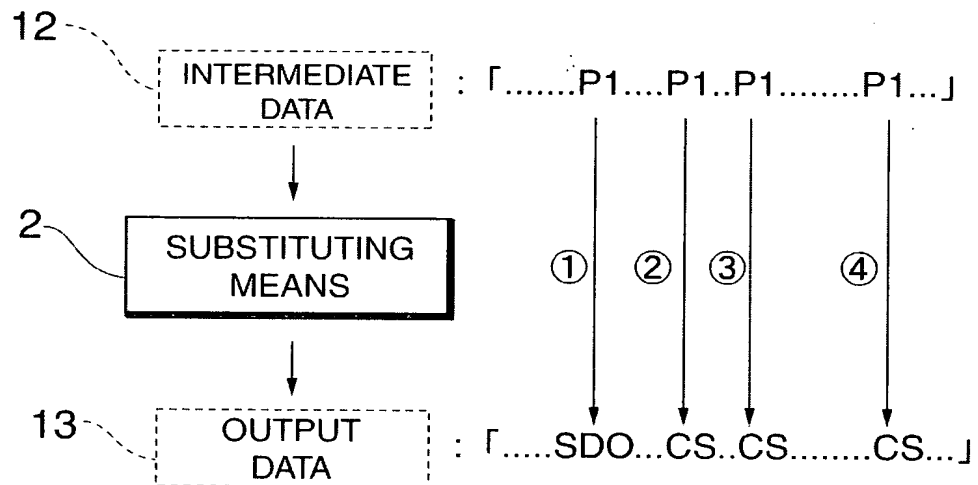 12
INTERMEDIATE
DATA
: 「.......P1....P1..P1........P1...」
2
SUBSTITUTING
MEANS
① ② ③ ④
13
OUTPUT
DATA
: 「.....SDO...CS..CS........CS...」